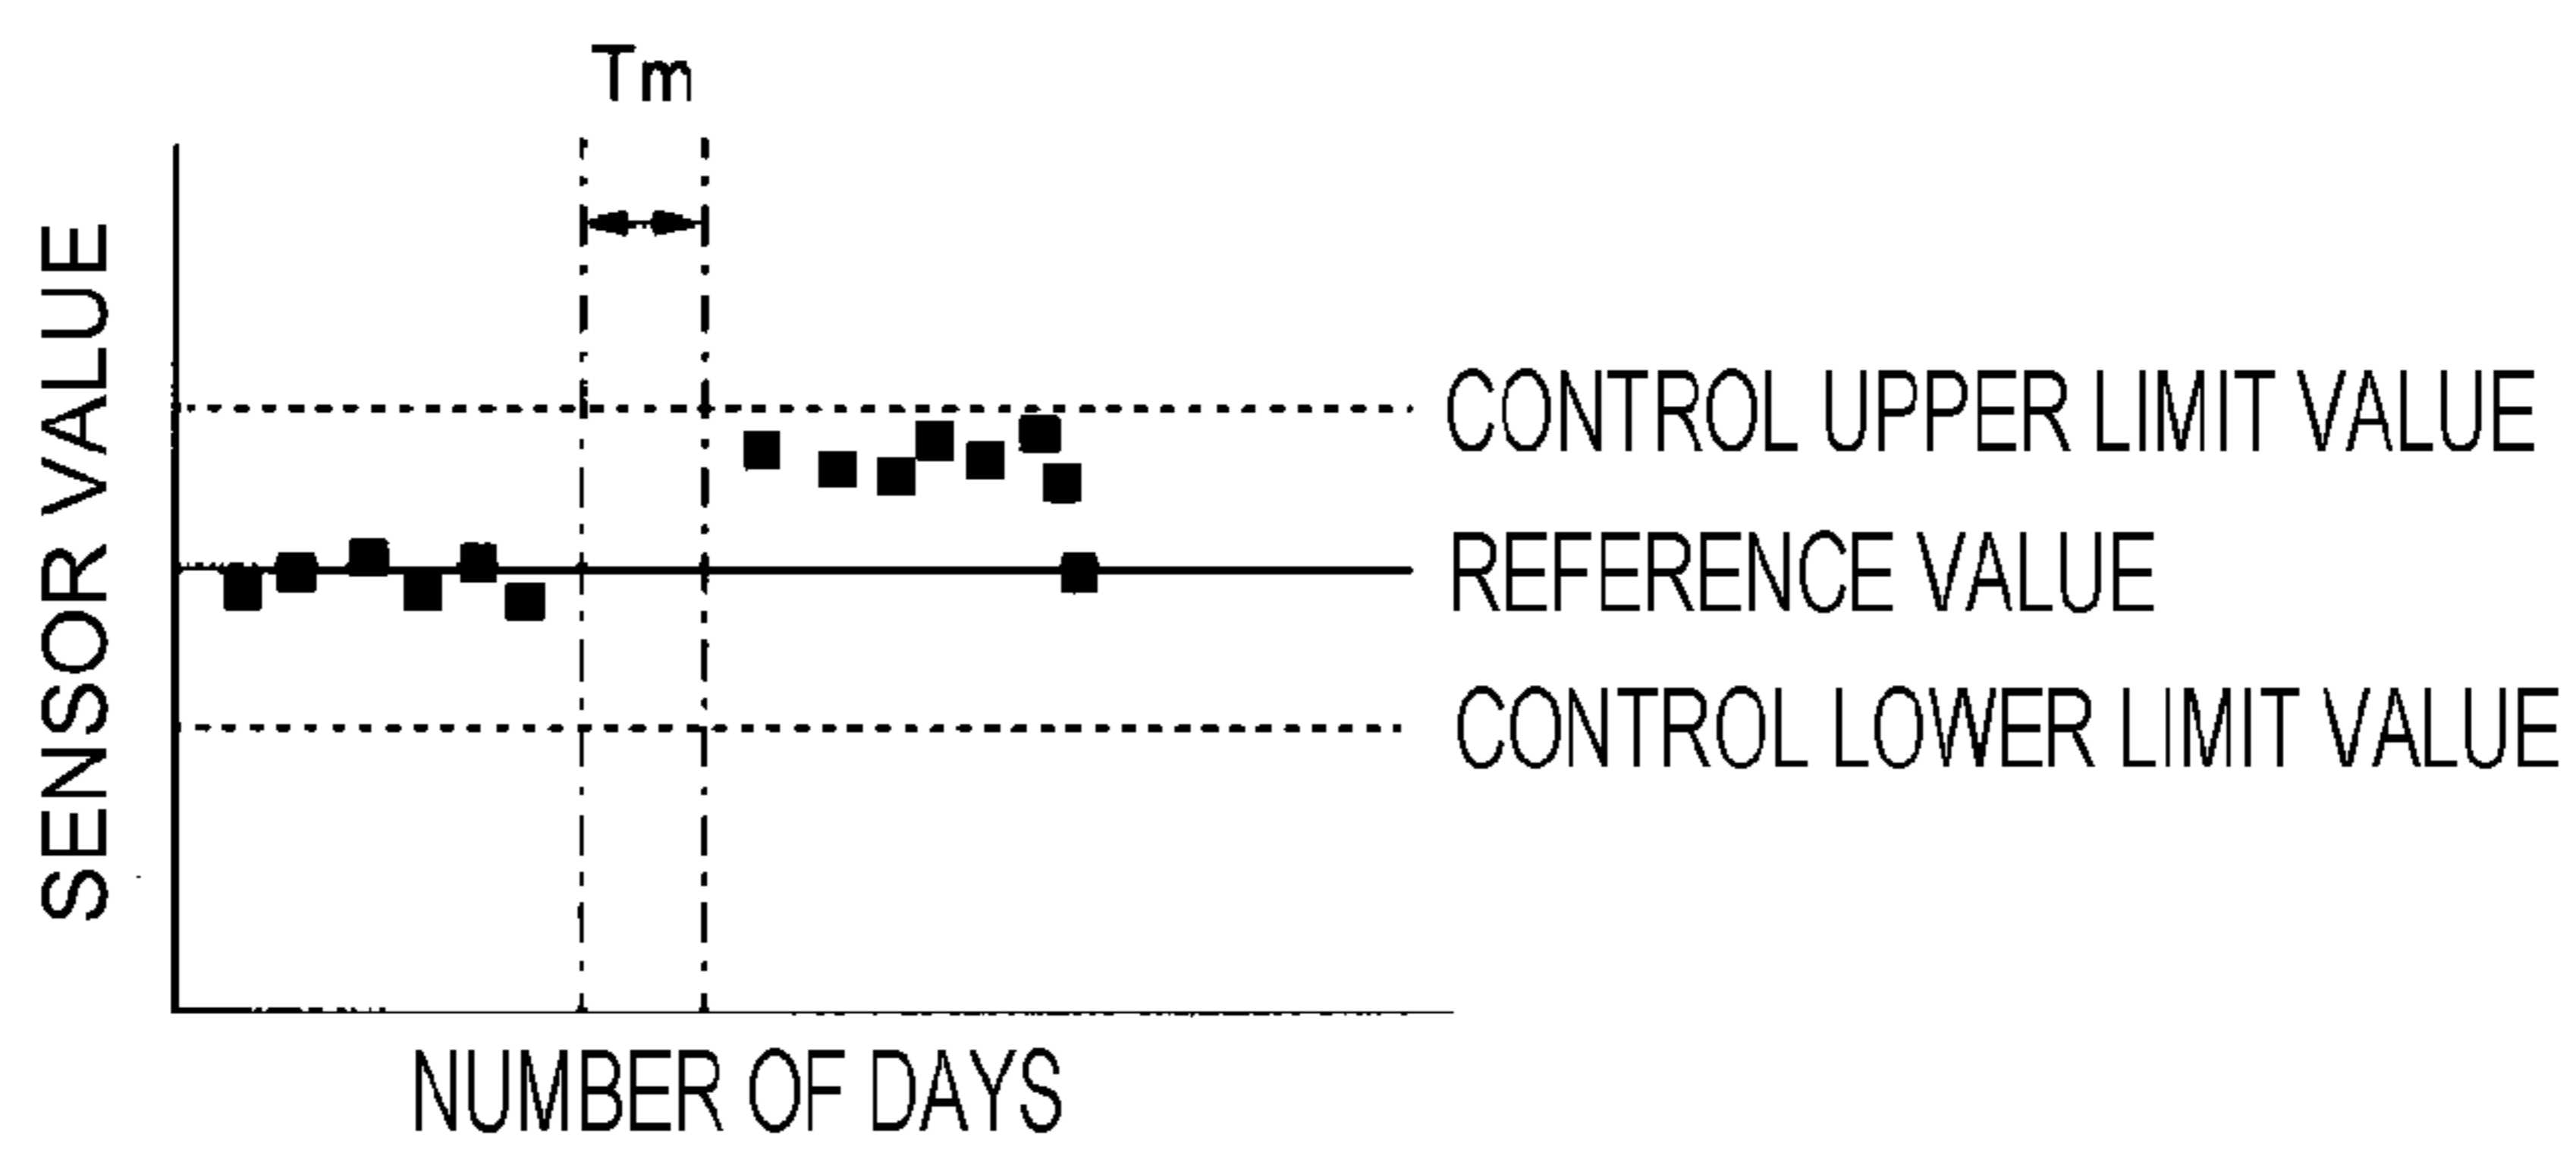 Tm
SENSOR VALUE
CONTROL UPPER LIMIT VALUE
REFERENCE VALUE
CONTROL LOWER LIMIT VALUE
NUMBER OF DAYS